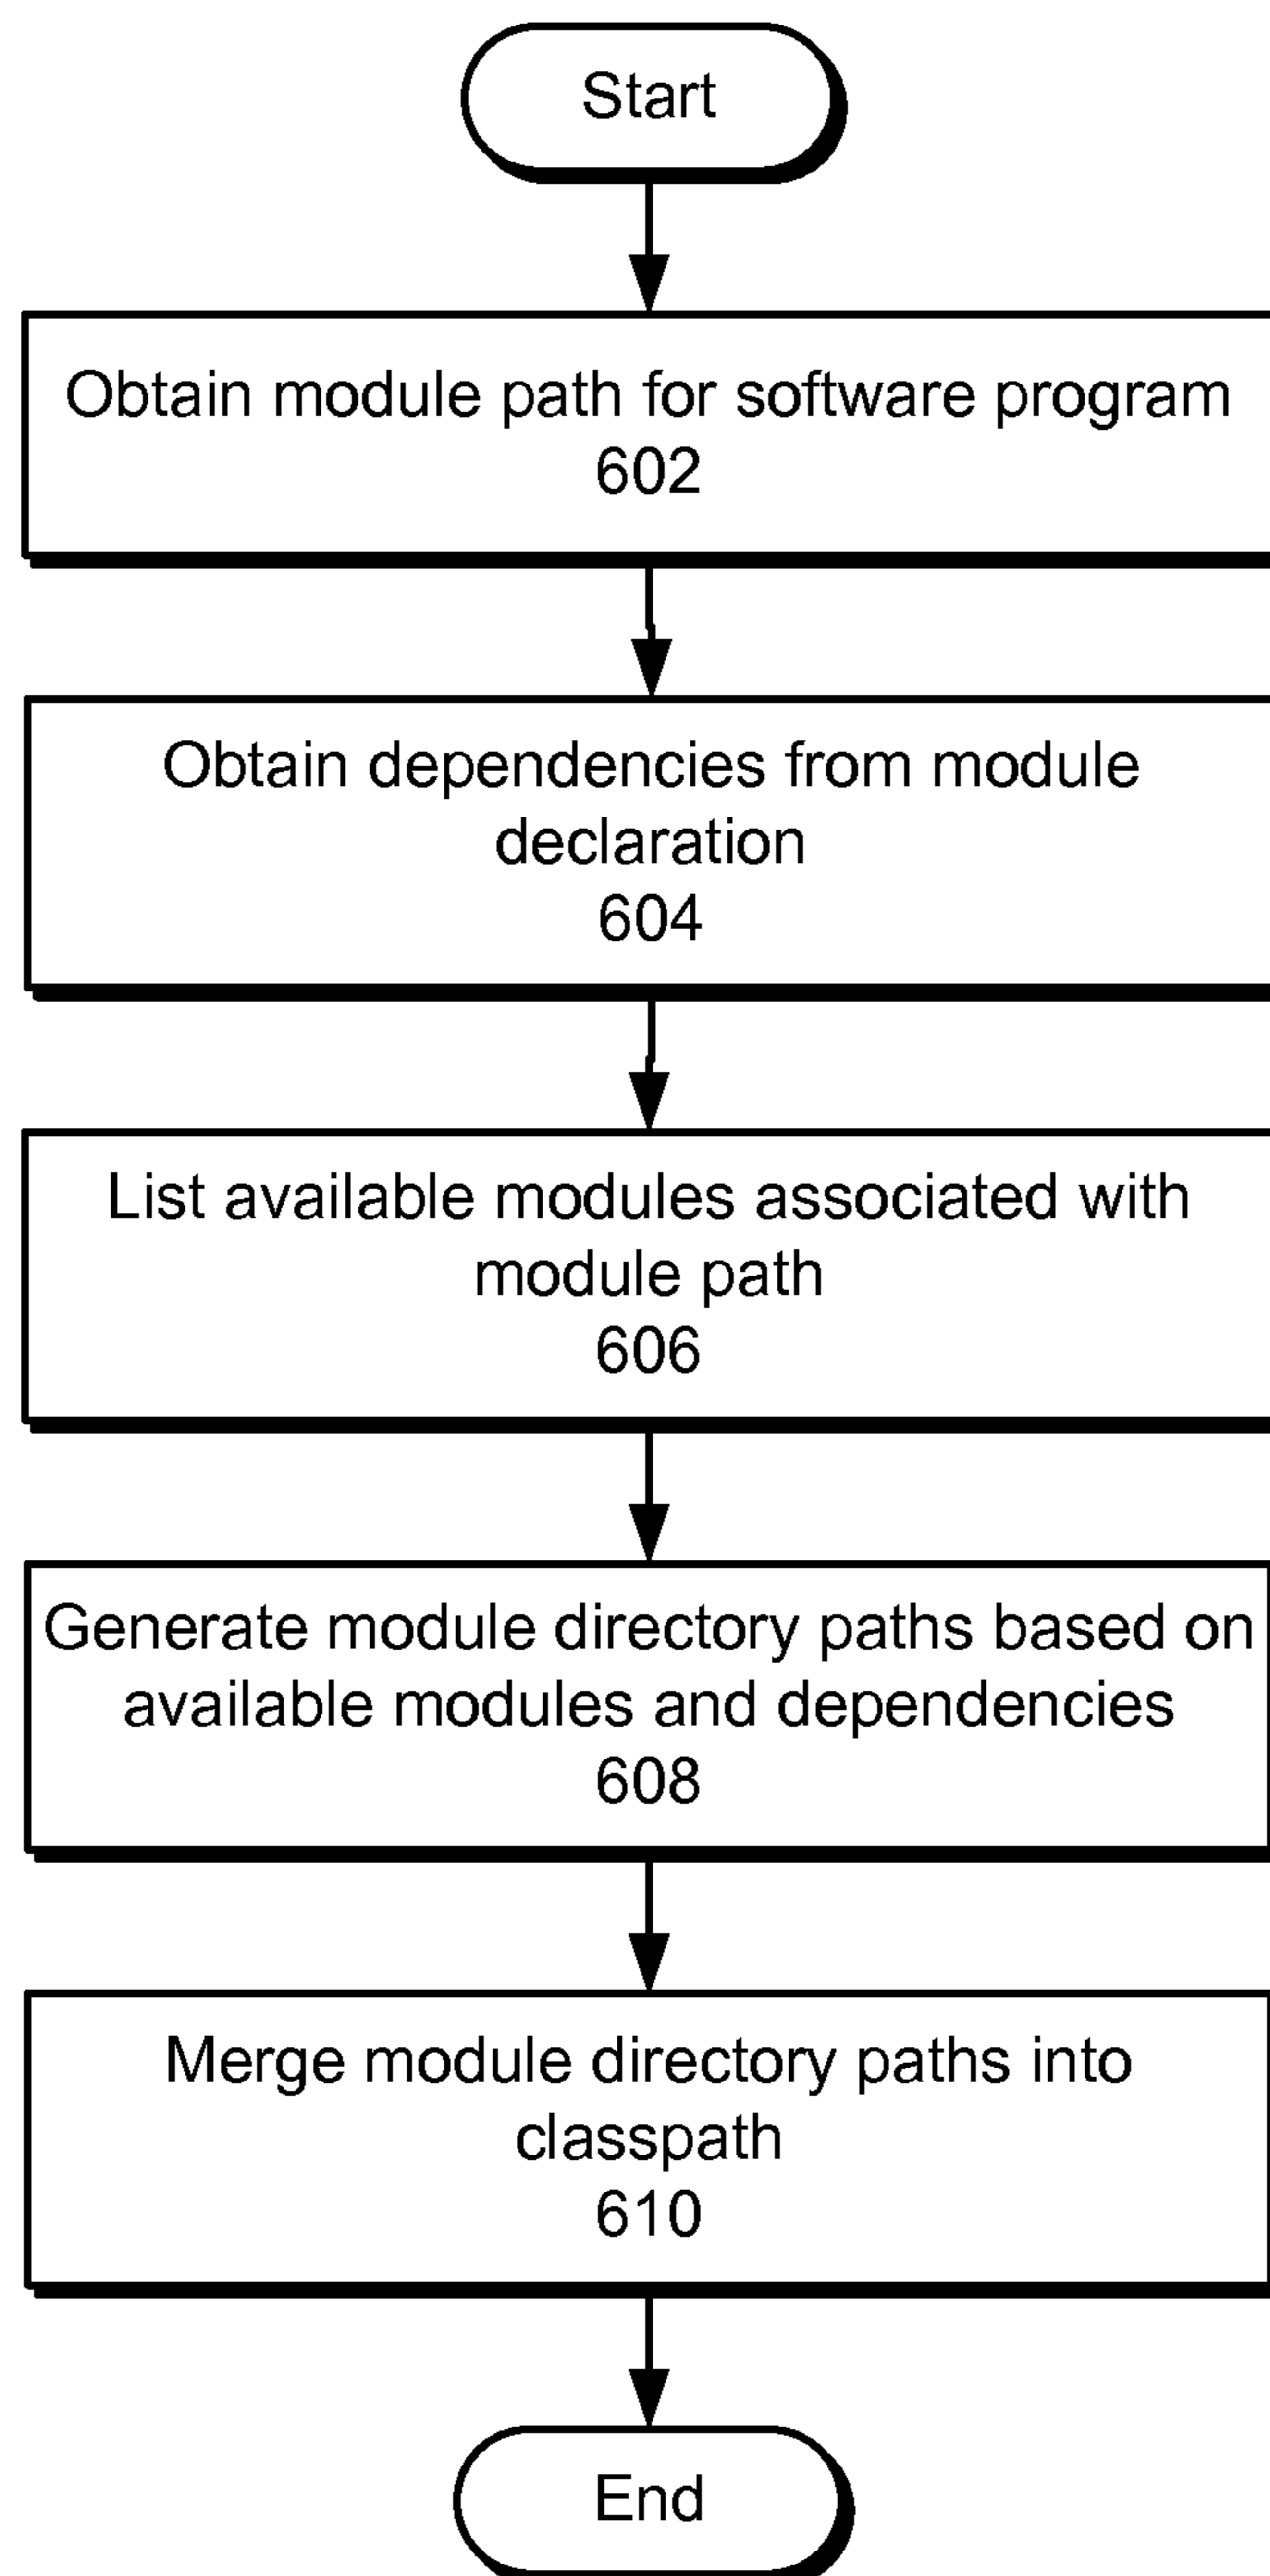 Start
Obtain module path for software program
602
Obtain dependencies from module
declaration
604
List available modules associated with
module path
606
Generate module directory paths based on
available modules and dependencies
608
Merge module directory paths into
classpath
610
End